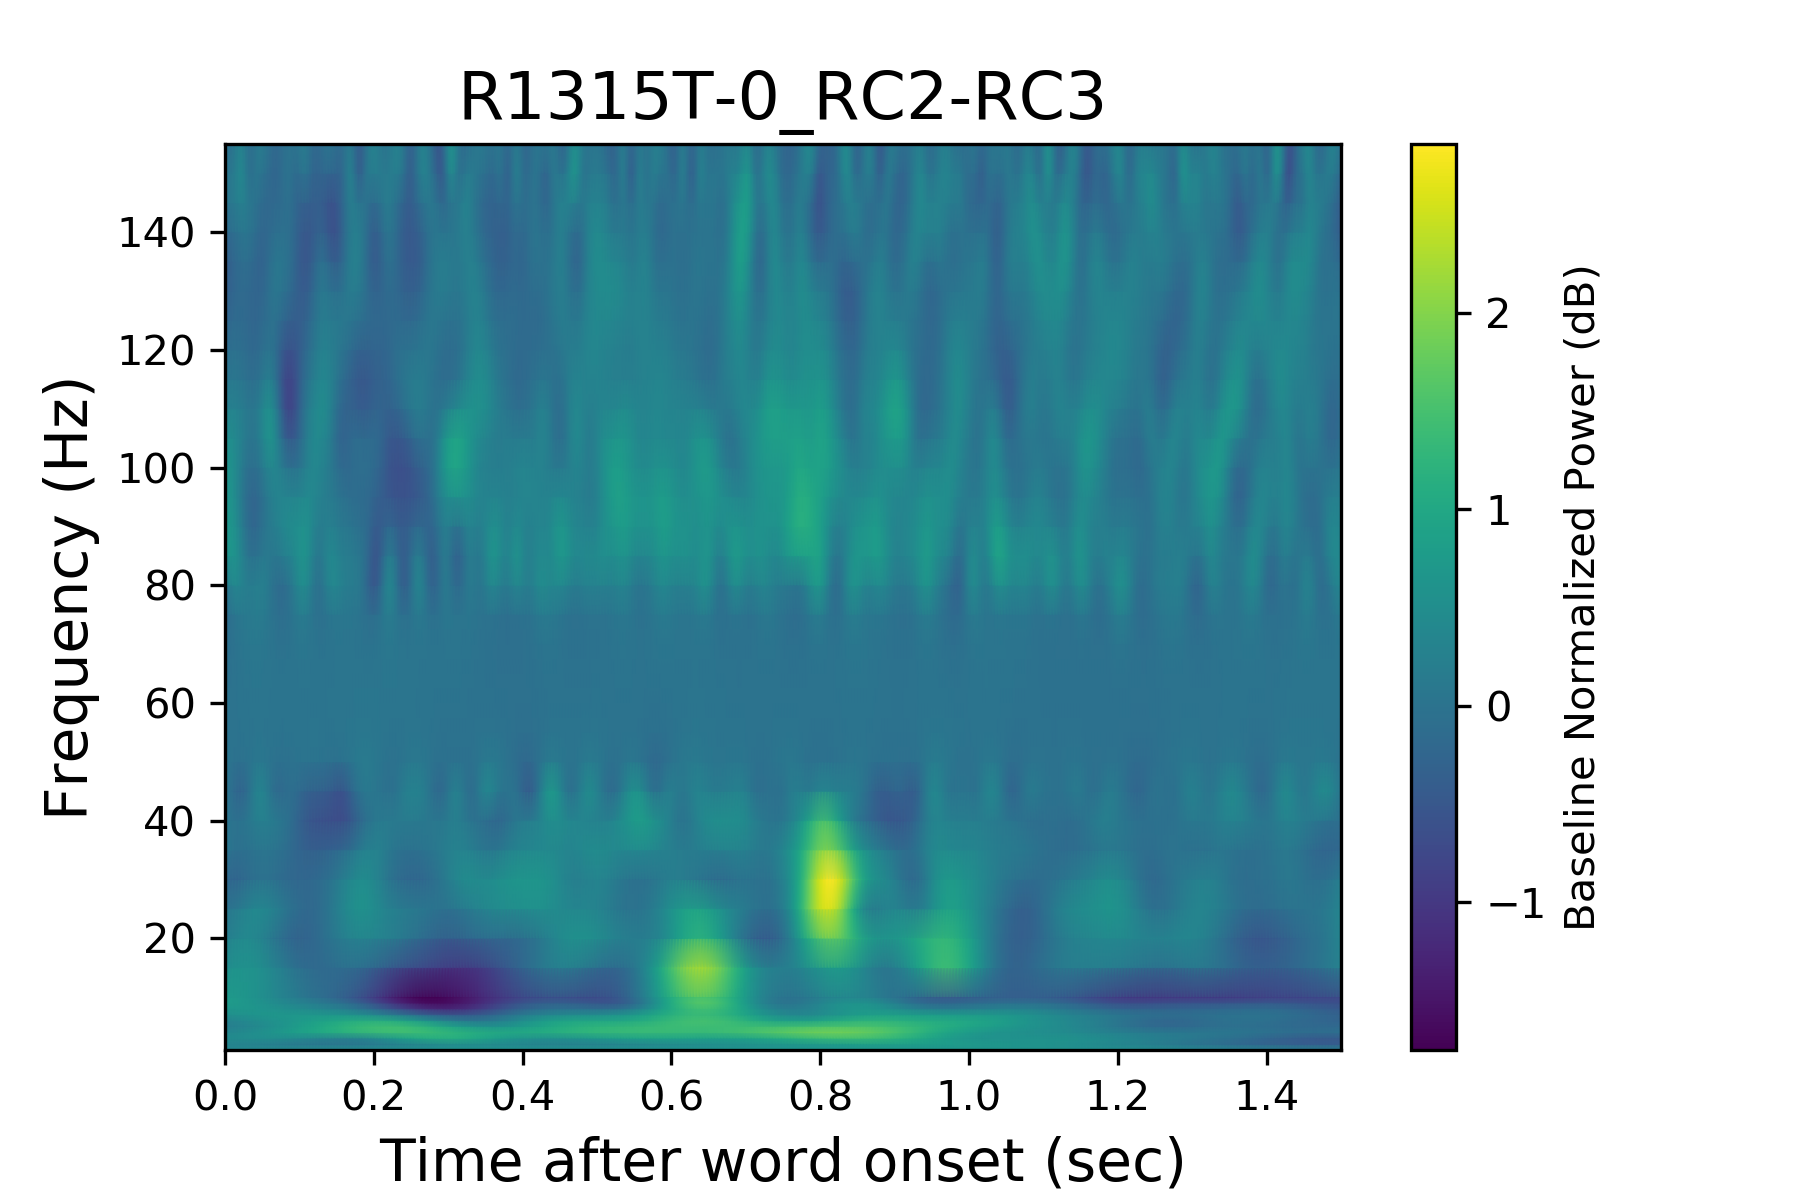 R1315T-0_RC2-RC3
Frequency (Hz)
140
120
100
80
60
40
20
0.0 0.2 0.4 0.6 0.8 1.0 1.2 1.4
Time after word onset (sec)
2
1
0
−1
Baseline Normalized Power (dB)